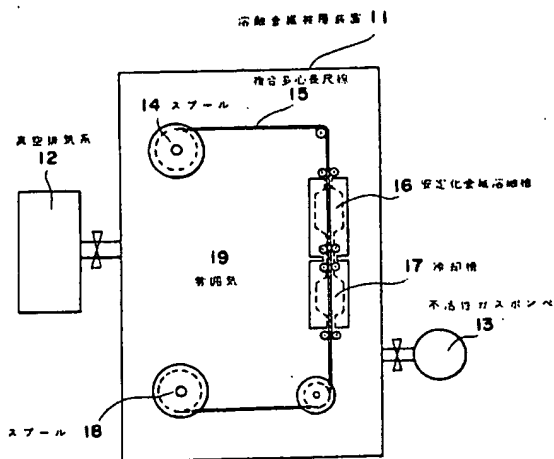 溶融金属被覆装置 11
複合多心長尺線
15
14 スプール
真空排気系
12
16 安定化金属溶融槽
19
雰囲気
17 冷却槽
不活性ガスボンベ
13
スプール 18